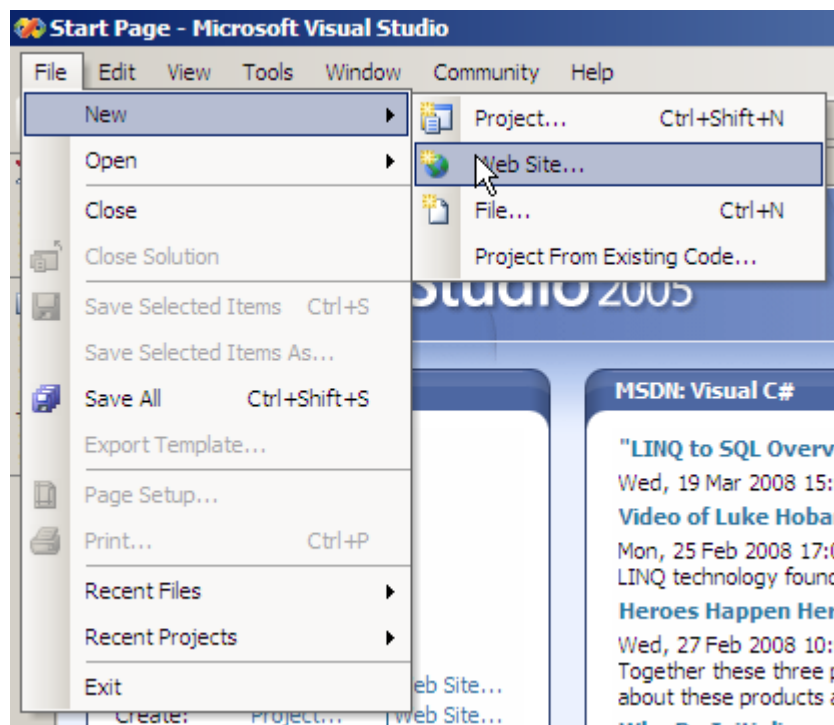 Start Page - Microsoft Visual Studio
File Edit View Tools Window Community Help
New
Project... Ctrl+Shift+N
Open
Web Site...
Close
File... Ctrl+N
Close Solution
Project From Existing Code...
Studio 2005
Save Selected Items Ctrl+S
Save Selected Items As...
Save All Ctrl+Shift+S
Export Template...
Page Setup...
Print... Ctrl+P
Recent Files
Recent Projects
Exit
MSDN: Visual C#
"LINQ to SQL Overv
Wed, 19 Mar 2008 15:
Video of Luke Hoba
Mon, 25 Feb 2008 17:
LINQ technology found
Heroes Happen Her
Wed, 27 Feb 2008 10:
Together these three p
about these products a
eb Site...
Create: Project... Web Site...